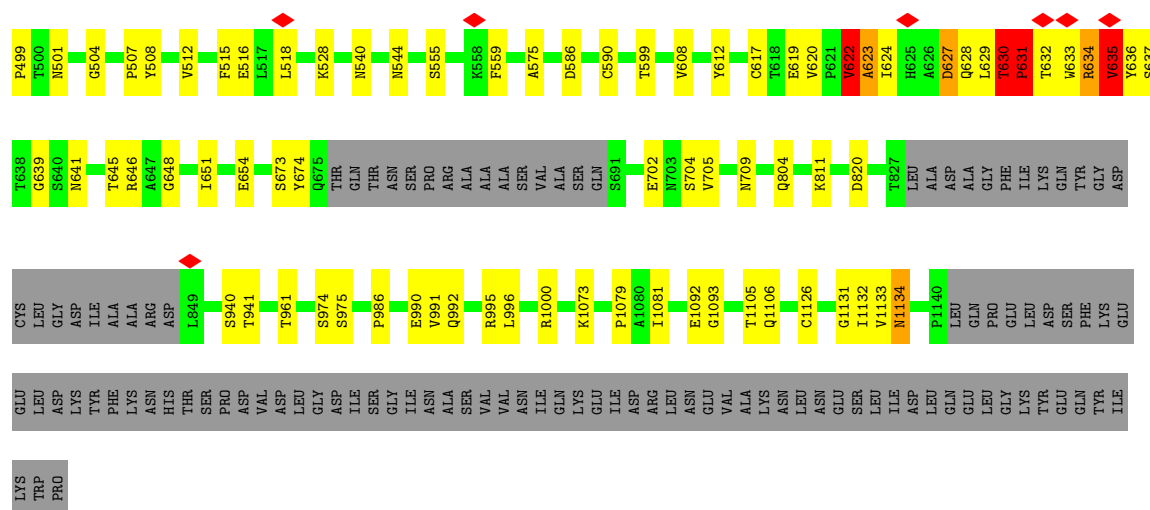 P499 T500 N501 G504 P507 Y508 V512 F515 E516 L517 L518 K528 N540 N544 S555 K558 F559 A575 D586 C590 T599 V608 Y612 C617 T618 E619 V620 P621 V622 A623 I624 H625 A626 D627 Q628 L629 T630 P631 T632 W633 R634 V635 Y636 S637
T638 G639 S640 N641 T645 R646 A647 G648 I651 E654 S673 Y674 Q675 THR GLN THR ASN SER PRO ARG ALA ALA ALA SER VAL ALA SER GLN S691 E702 N703 S704 V705 N709 Q804 K811 D820 T827 LEU ALA ASP ALA GLY PHE ILE LYS GLN TYR GLY ASP
CYS LEU GLY ASP ILE ALA ALA ARG ASP L849 S940 T941 T961 S974 S975 P986 E990 V991 Q992 R995 L996 R1000 K1073 P1079 A1080 I1081 E1092 G1093 T1105 Q1106 C1126 G1131 I1132 V1133 N1134 P1140 LEU GLN PRO GLU LEU ASP SER PHE LYS GLU
GLU LEU ASP LYS TYR PHE LYS ASN HIS THR SER PRO ASP VAL ASP LEU GLY ASP ILE SER GLY ILE ASN ALA SER VAL VAL ASN ILE GLN LYS GLU ILE ASP ARG LEU ASN GLU VAL ALA LYS ASN LEU ASN GLU SER LEU ILE ASP LEU GLN GLU LEU GLY LYS TYR GLU GLN TYR ILE
LYS TRP PRO